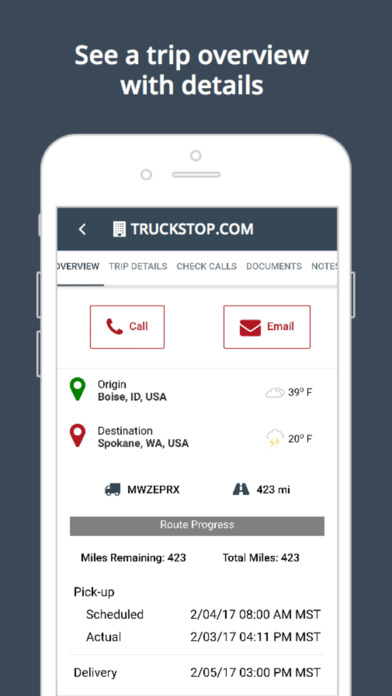 See a trip overview
with details
TRUCKSTOP.COM
OVERVIEW TRIP DETAILS CHECK CALLS DOCUMENTS NOTES
Call Email
Origin
Boise, ID, USA
39° F
Destination
Spokane, WA, USA
20° F
MWZEPRX 423 mi
Route Progress
Miles Remaining: 423 Total Miles: 423
Pick-up
Scheduled 2/04/17 08:00 AM MST
Actual 2/03/17 04:11 PM MST
Delivery 2/05/17 03:00 PM MST